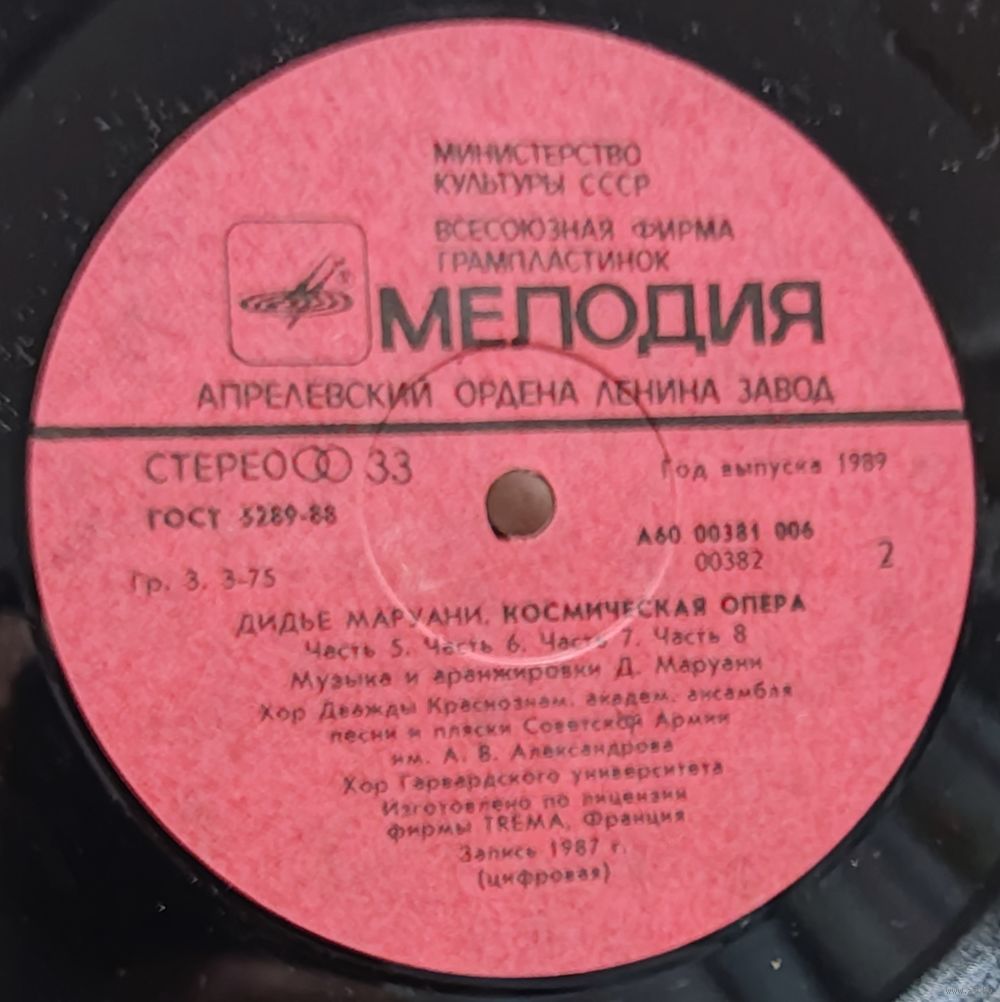 МИНИСТЕРСТВО
КУЛЬТУРЫ СССР
ВСЕСОЮЗНАЯ ФИРМА
ГРАМПЛАСТИНОК
МЕЛОДИЯ
АПРЕЛЕВСКИЙ ОРДЕНА ЛЕНИНА ЗАВОД
СТЕРЕО 33
Год выпуска 1989
ГОСТ 5289-88
А60 00381 006
00382
2
Гр. 3. 3-75
ДИДЬЕ МАРУАНИ. КОСМИЧЕСКАЯ ОПЕРА
Часть 5. Часть 6. Часть 7. Часть 8
Музыка и аранжировки Д. Маруани
Хор Дважды Краснознам. академ. ансамбля
песни и пляски Советской Армии
им. А. В. Александрова
Хор Гарвардского университета
Изготовлено по лицензии
фирмы TREMA, Франция
Запись 1987 г.
(цифровая)